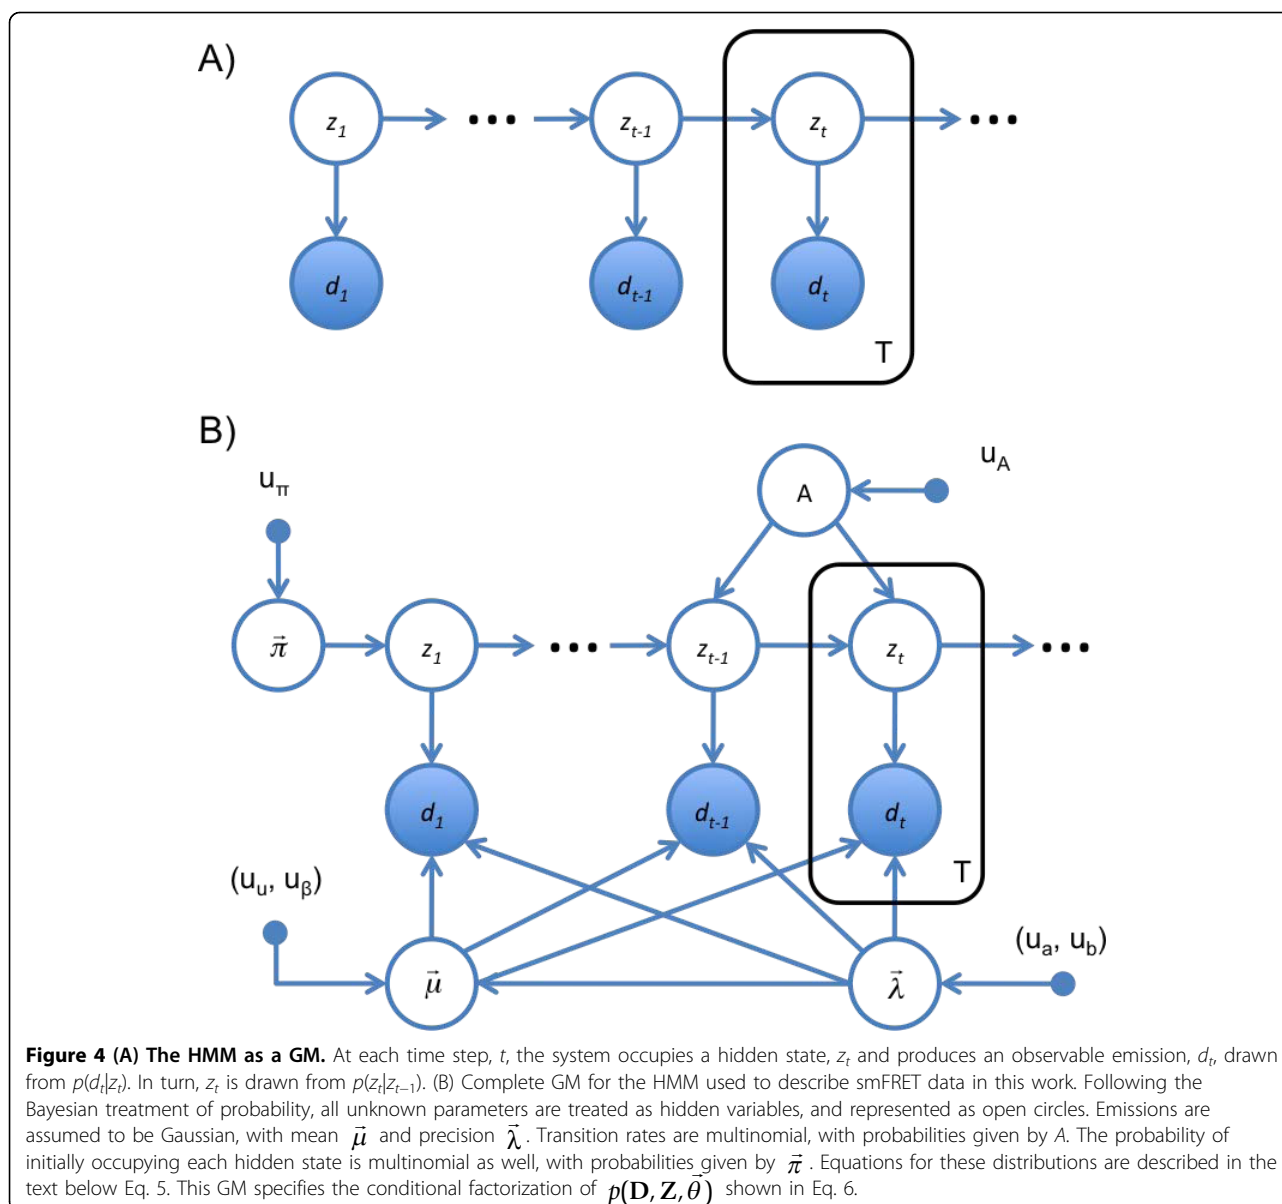 A)
z1 ... zt-1 zt ...
d1 dt-1 dt
T
B)
uπ A uA
π⃗ z1 ... zt-1 zt ...
d1 dt-1 dt
T
(uu, uβ) (ua, ub)
μ⃗ λ⃗
Figure 4 (A) The HMM as a GM. At each time step, t, the system occupies a hidden state, zt and produces an observable emission, dt, drawn
from p(dt|zt). In turn, zt is drawn from p(zt|zt−1). (B) Complete GM for the HMM used to describe smFRET data in this work. Following the
Bayesian treatment of probability, all unknown parameters are treated as hidden variables, and represented as open circles. Emissions are
assumed to be Gaussian, with mean μ⃗ and precision λ⃗. Transition rates are multinomial, with probabilities given by A. The probability of
initially occupying each hidden state is multinomial as well, with probabilities given by π⃗. Equations for these distributions are described in the
text below Eq. 5. This GM specifies the conditional factorization of p(D, Z, θ⃗) shown in Eq. 6.